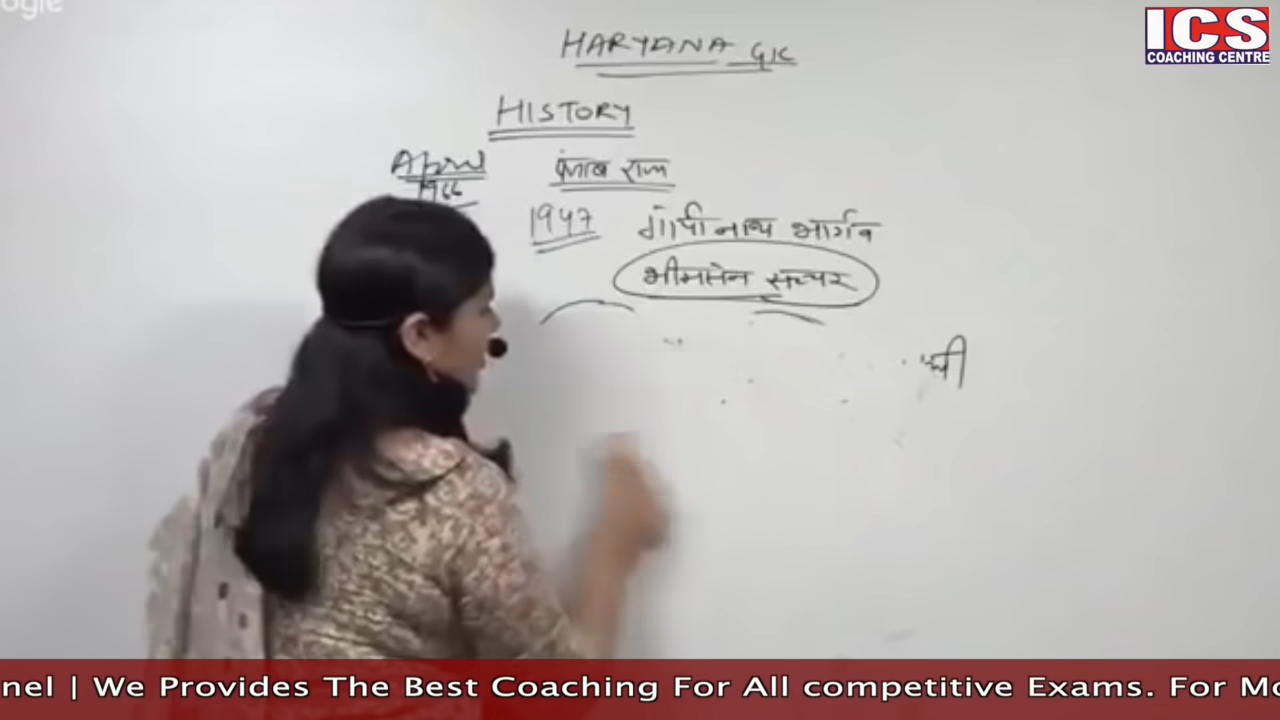 ogle
ICS
COACHING CENTRE
HARYANA GK
HISTORY
April
1966
पंजाब राज्य
1947
गोपीनाथ भार्गव
भीमसेन सच्चर
nel | We Provides The Best Coaching For All competitive Exams. For Mo